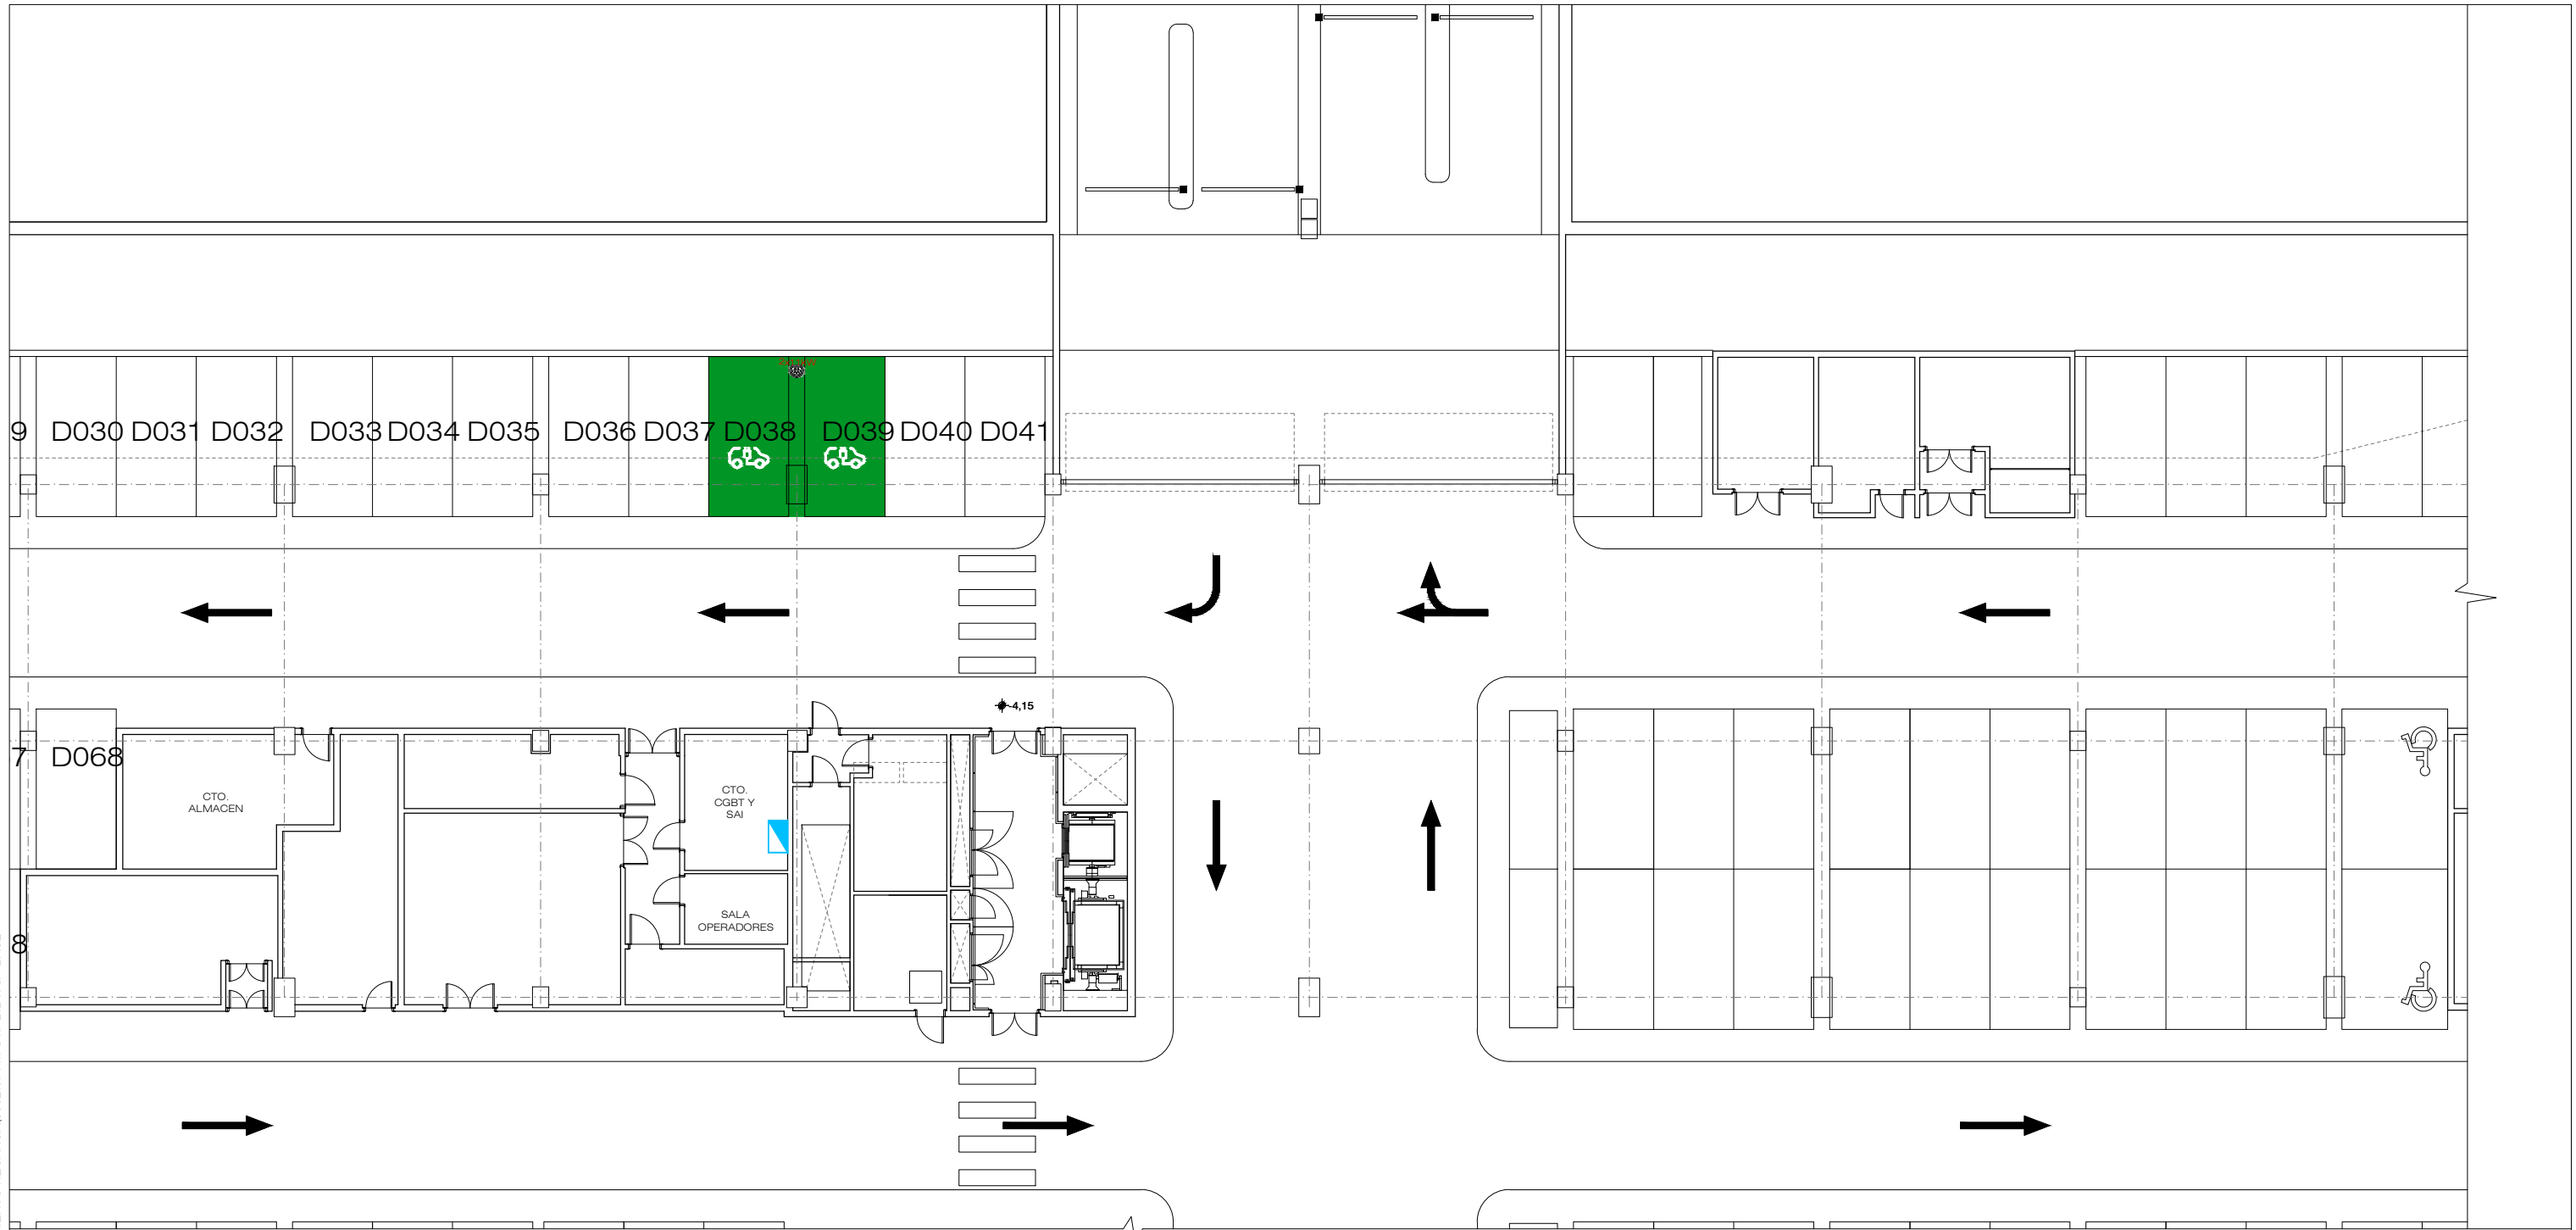 9 D030 D031 D032 D033 D034 D035 D036 D037 D038 D039 D040 D041
-4,15
7 D068
CTO.
ALMACEN
CTO.
CGBT Y
SAI
SALA
OPERADORES
8